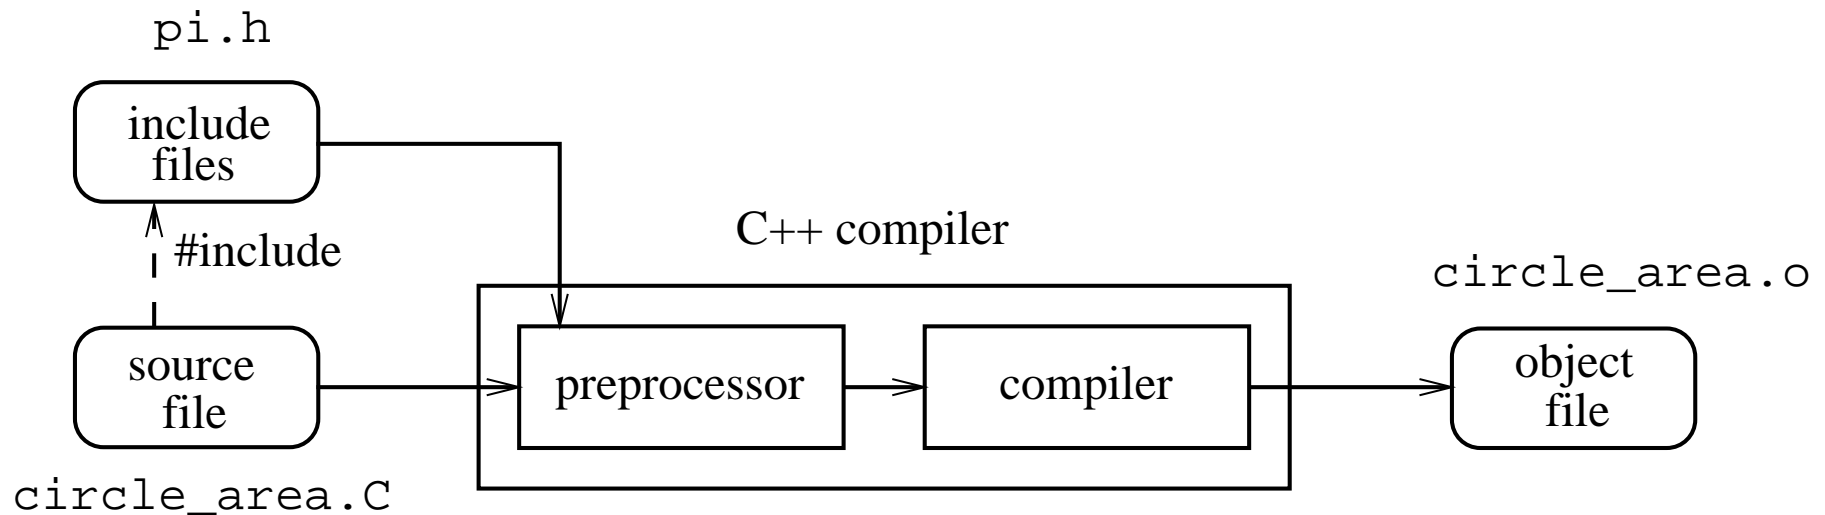 pi.h
include
files
#include
C++ compiler
circle_area.o
source
file
preprocessor
compiler
object
file
circle_area.C